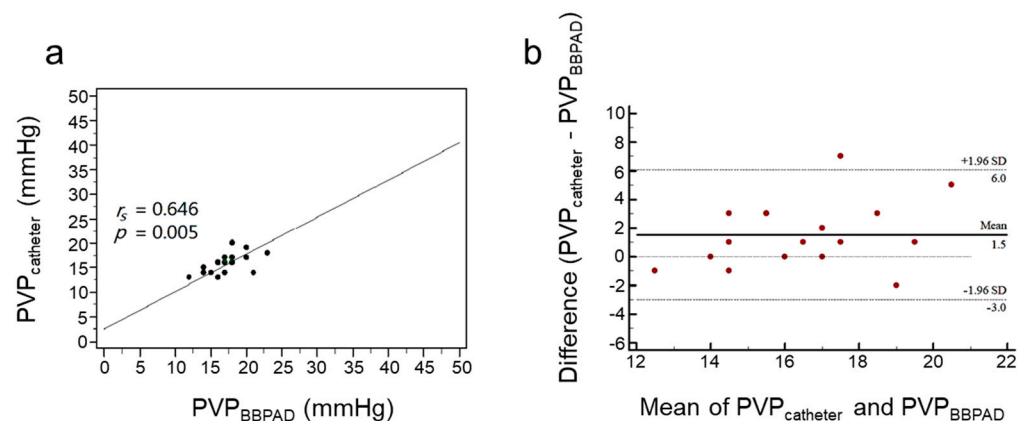 a
PVPcatheter (mmHg)
50
45
40
35
30
25
20
15
10
5
0
rs = 0.646
p = 0.005
0 5 10 15 20 25 30 35 40 45 50
PVPBBPAD (mmHg)
b
Difference (PVPcatheter - PVPBBPAD)
10
8
6
4
2
0
-2
-4
-6
+1.96 SD
6.0
Mean
1.5
-1.96 SD
-3.0
12 14 16 18 20 22
Mean of PVPcatheter and PVPBBPAD